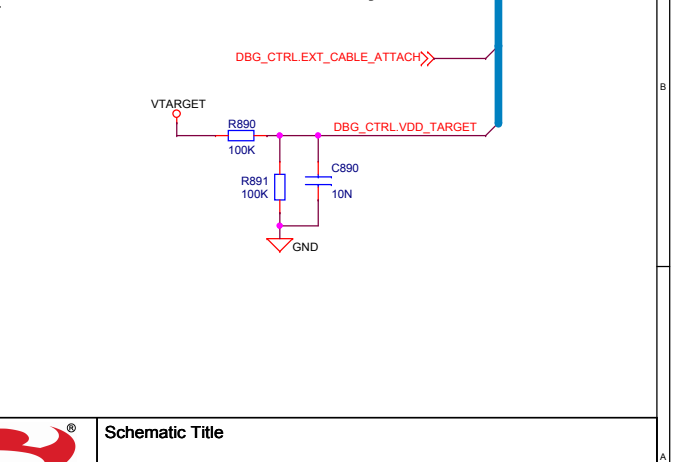 DBG_CTRL.EXT_CABLE_ATTACH
B
VTARGET
R890
100K
DBG_CTRL.VDD_TARGET
R891
100K
C890
10N
GND
®
Schematic Title
A